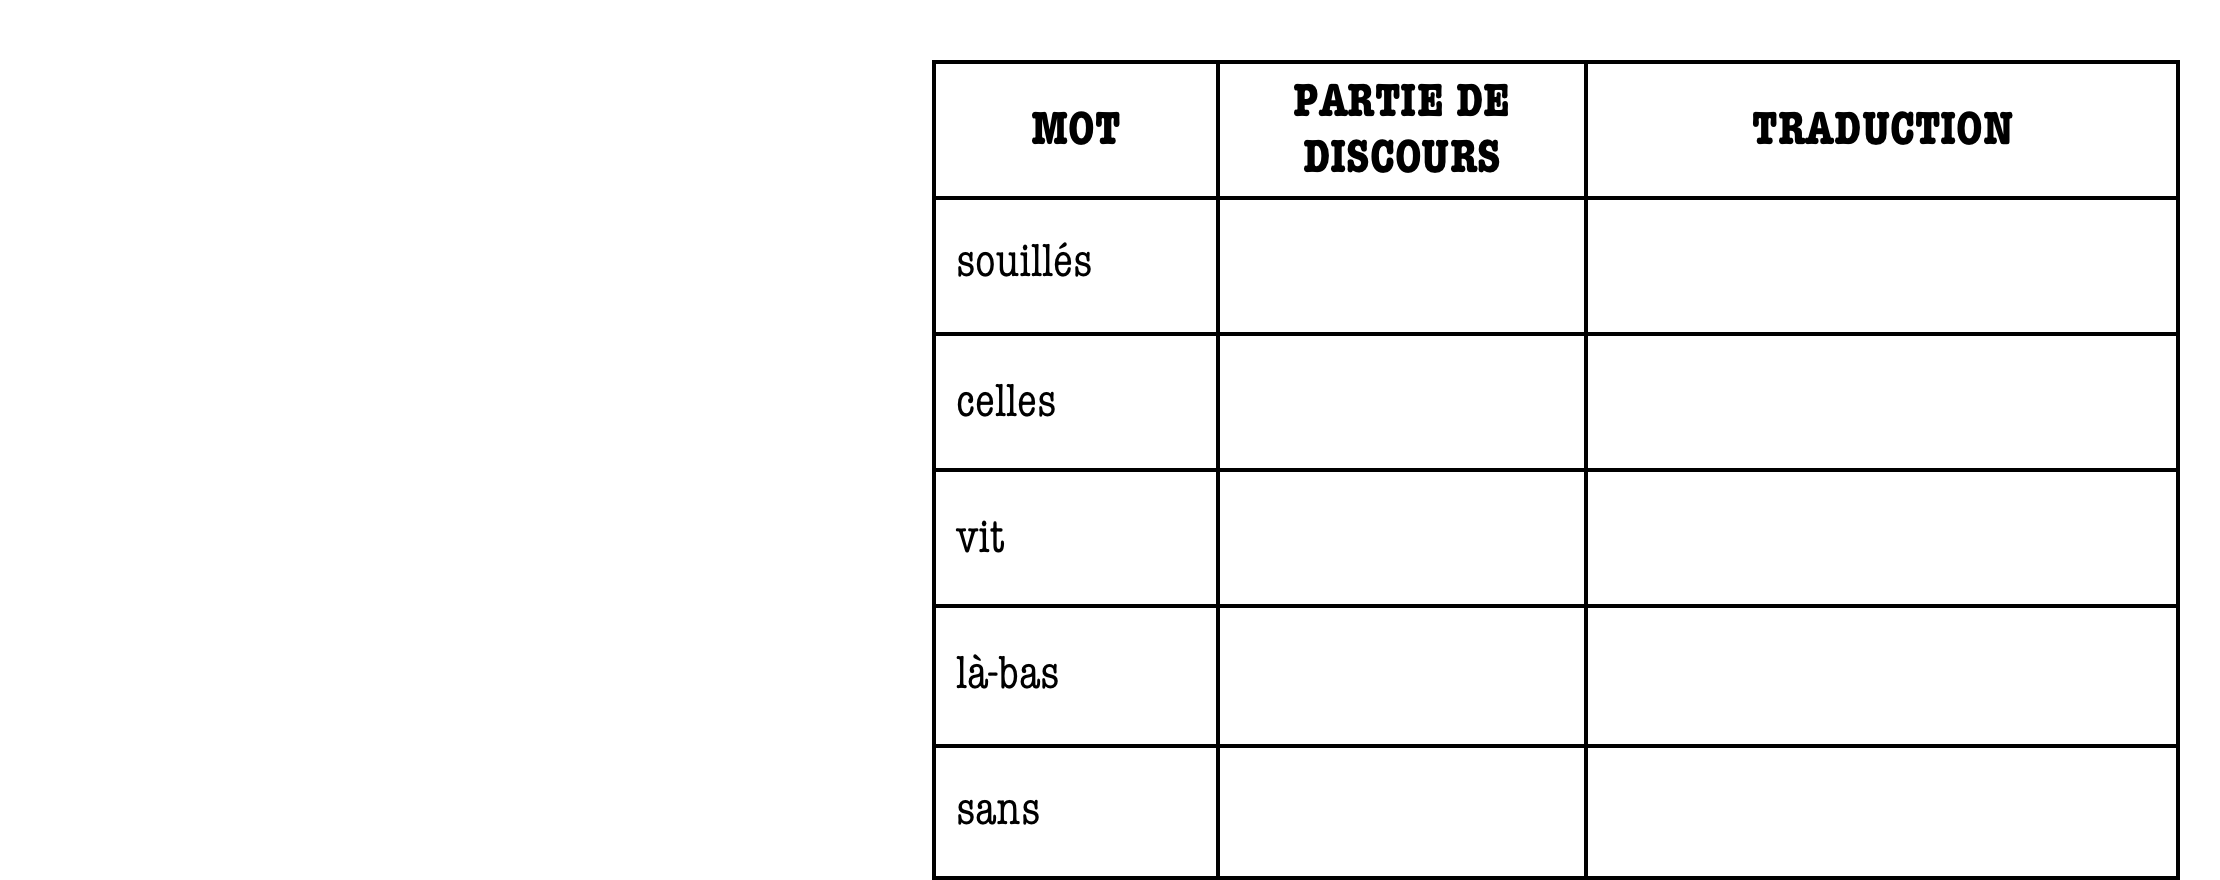 MOT
PARTIE DE
DISCOURS
TRADUCTION
souillés
celles
vit
là-bas
sans